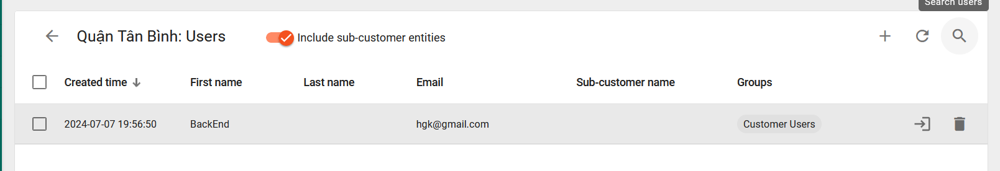 Search users
Quận Tân Bình: Users
Include sub-customer entities
Created time First name Last name Email Sub-customer name Groups
2024-07-07 19:56:50 BackEnd hgk@gmail.com Customer Users